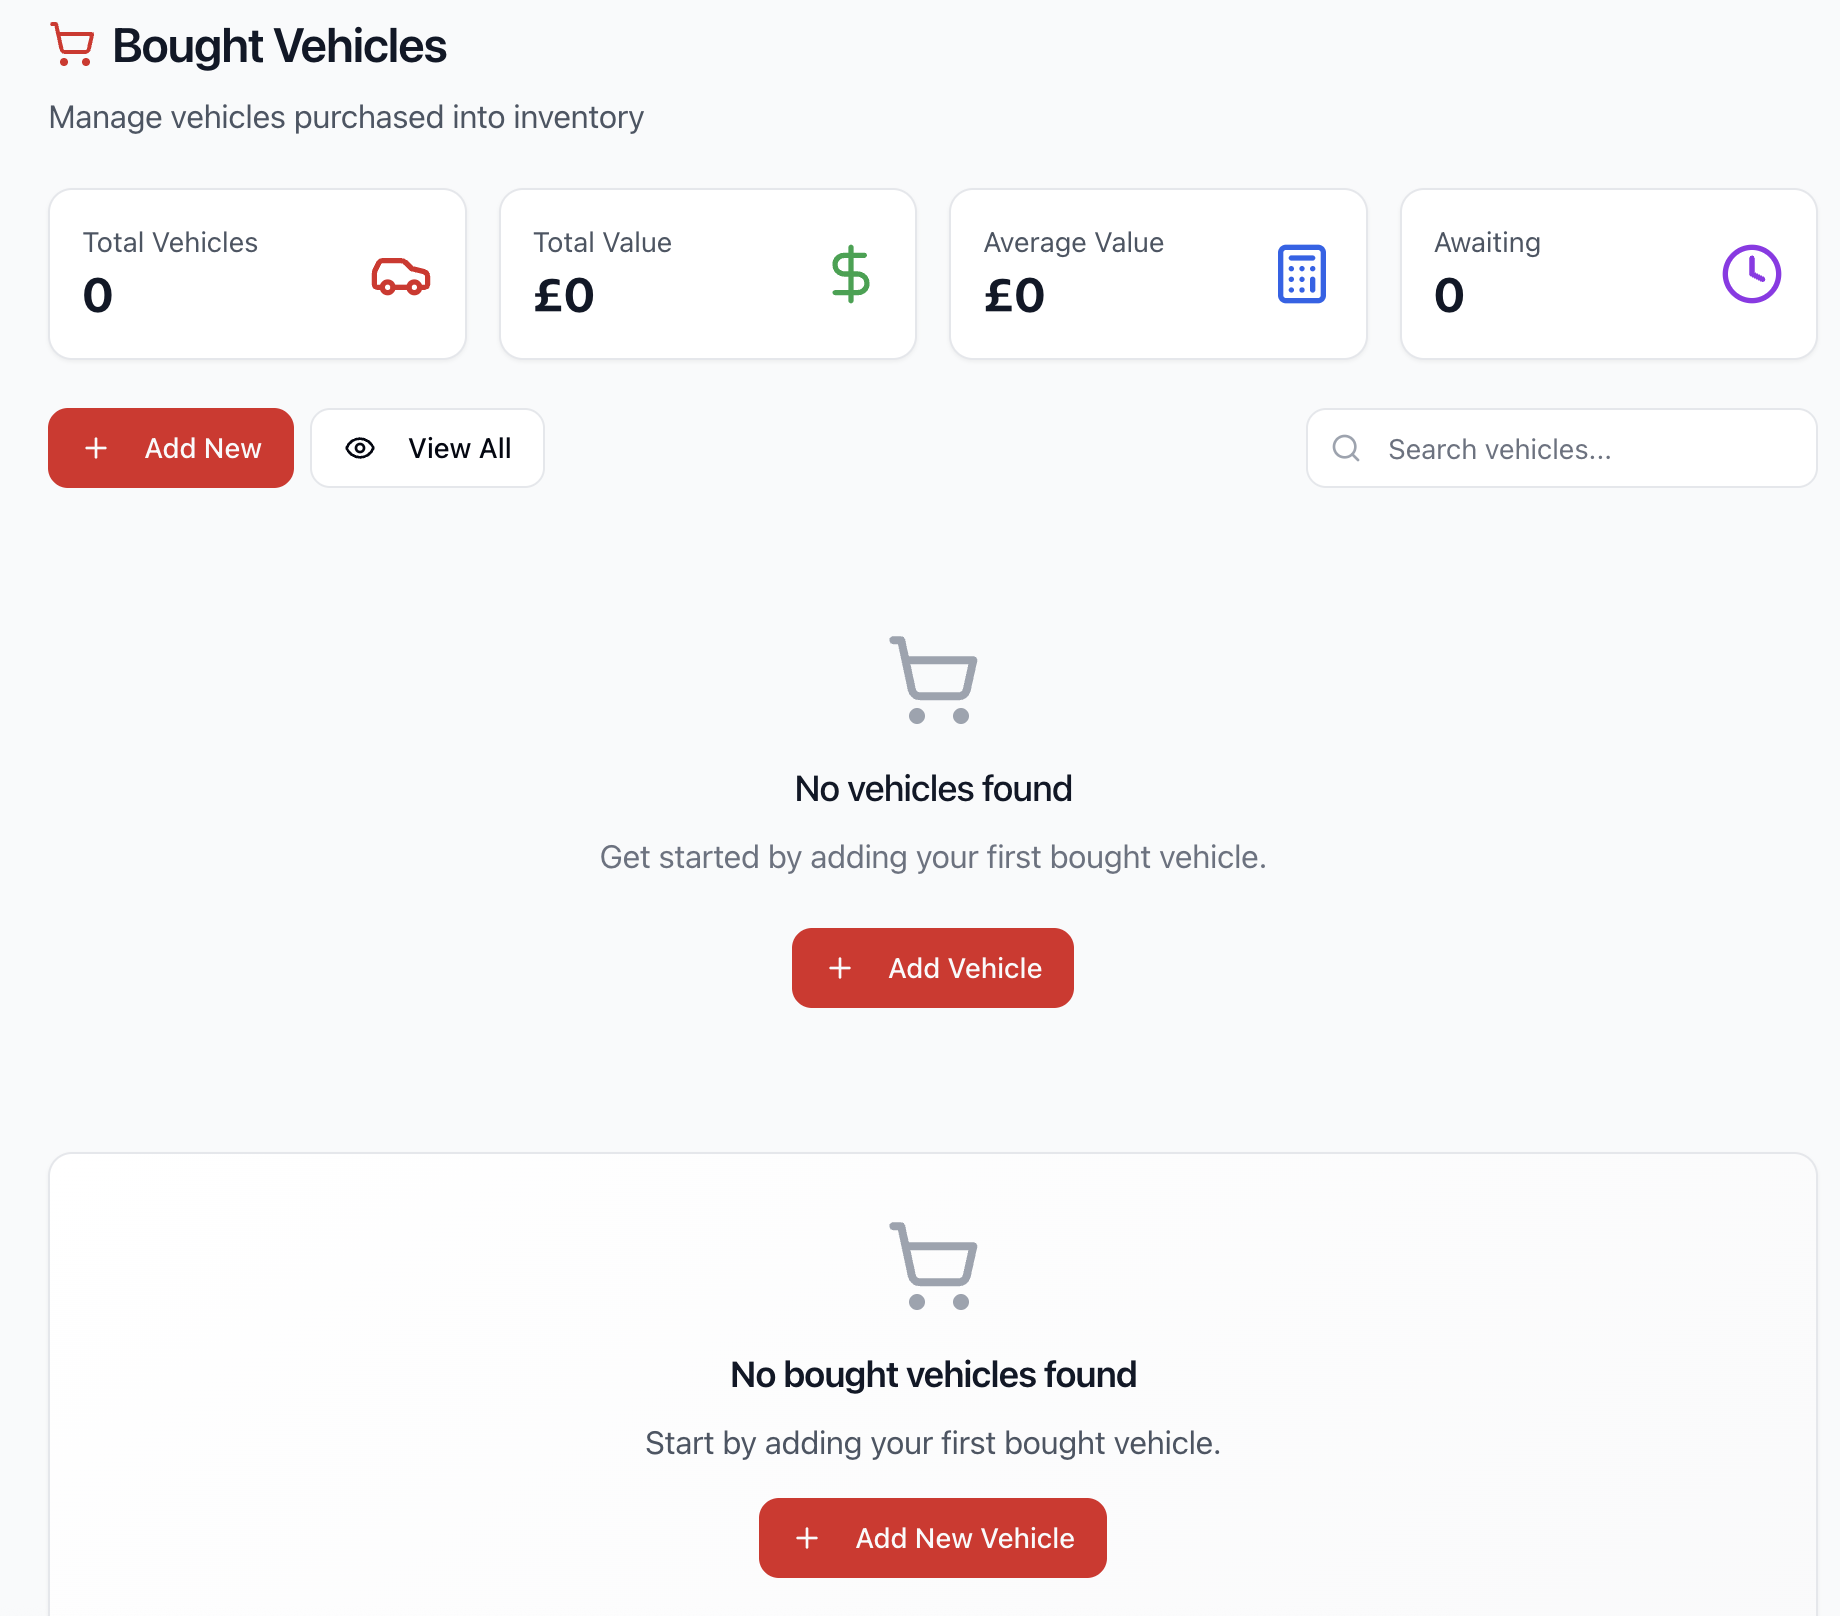 Bought Vehicles
Manage vehicles purchased into inventory
Total Vehicles
0
Total Value
£0
Average Value
£0
Awaiting
0
Add New
View All
Search vehicles...
No vehicles found
Get started by adding your first bought vehicle.
Add Vehicle
No bought vehicles found
Start by adding your first bought vehicle.
Add New Vehicle